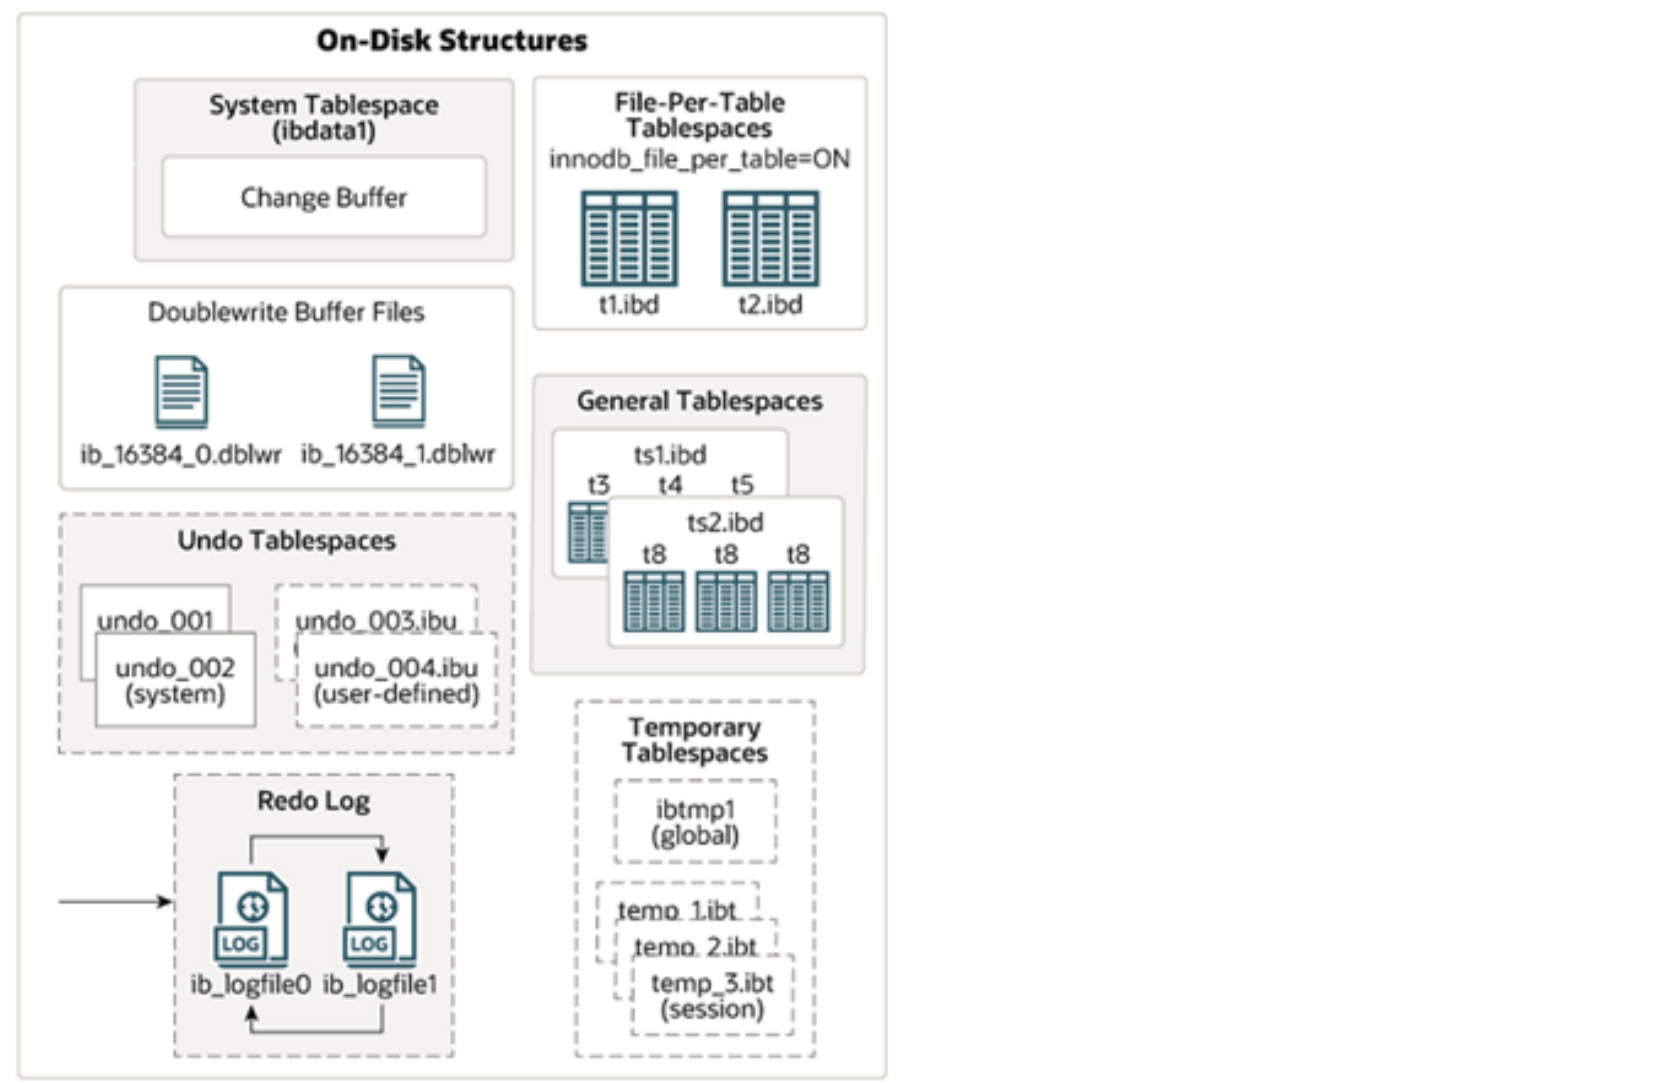 On-Disk Structures
System Tablespace
(ibdata1)
Change Buffer
File-Per-Table
Tablespaces
innodb_file_per_table=ON
t1.ibd t2.ibd
Doublewrite Buffer Files
ib_16384_0.dblwr ib_16384_1.dblwr
General Tablespaces
ts1.ibd
t3 t4 t5
ts2.ibd
t8 t8 t8
Undo Tablespaces
undo_001
undo_002
(system)
undo_003.ibu
undo_004.ibu
(user-defined)
Redo Log
LOG LOG
ib_logfile0 ib_logfile1
Temporary
Tablespaces
ibtmp1
(global)
temp_1.ibt
temp_2.ibt
temp_3.ibt
(session)